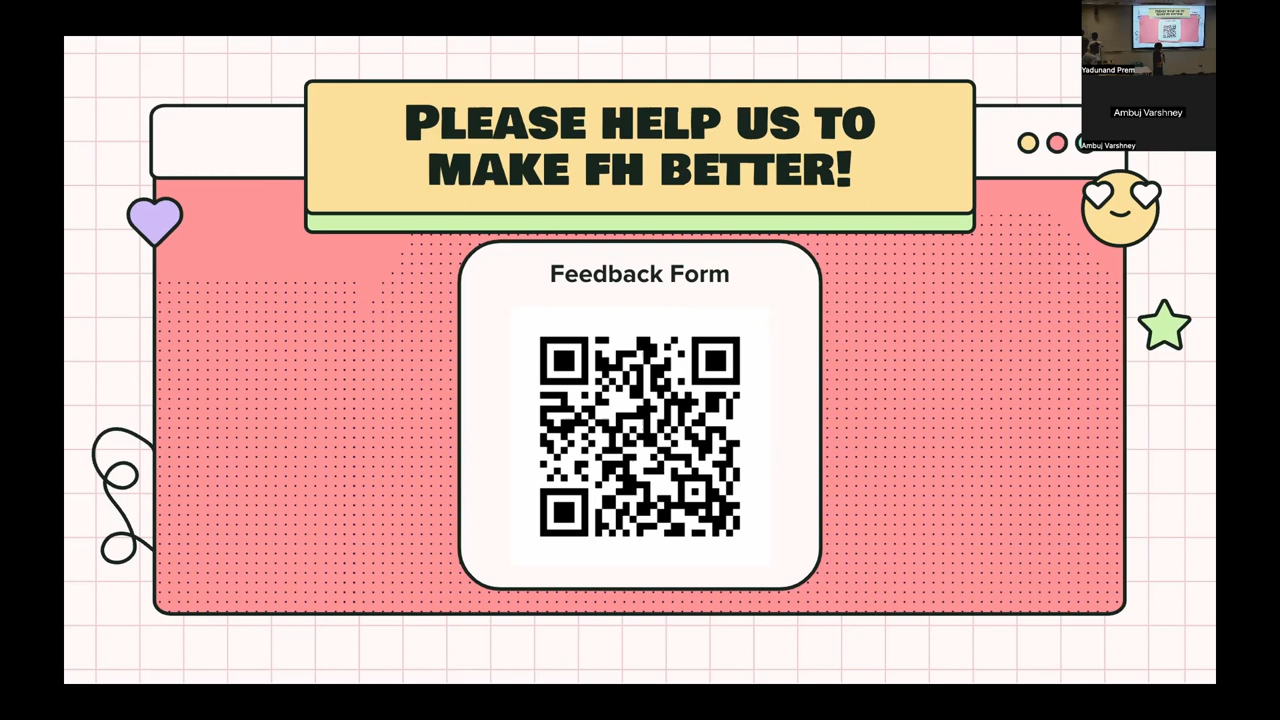 PLEASE HELP US TO
MAKE FH BETTER!
Feedback Form
Yadunand Prem
Ambuj Varshney
Ambuj Varshney